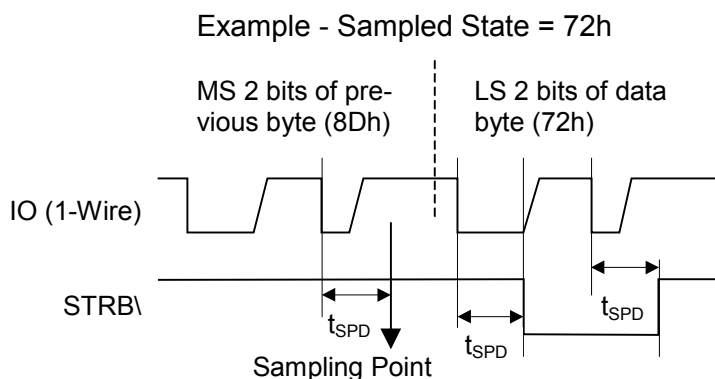 Example - Sampled State = 72h
MS 2 bits of pre-
vious byte (8Dh)
LS 2 bits of data
byte (72h)
IO (1-Wire)
STRB\
tSPD
tSPD
tSPD
Sampling Point